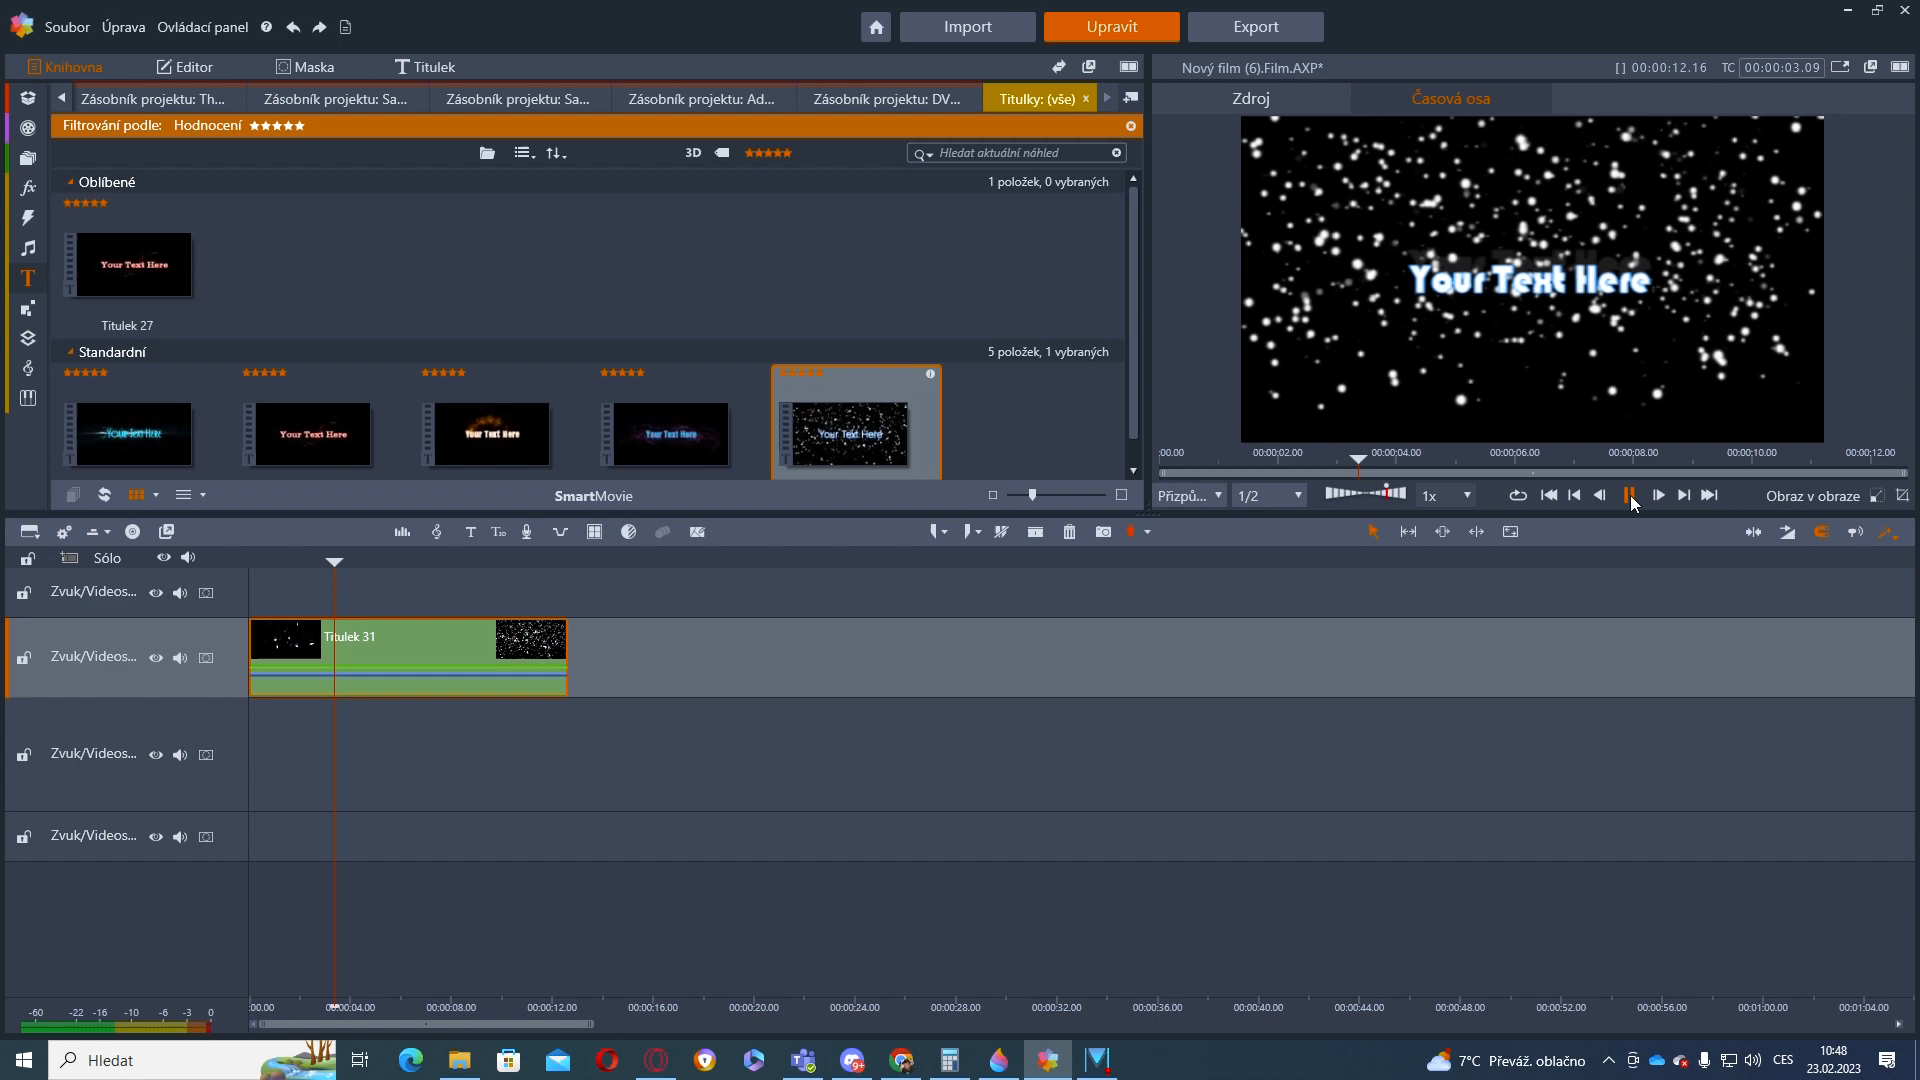 Soubor Úprava Ovládací panel
Import Upravit Export
Knihovna Editor Maska Titulek
Nový film (6).Film.AXP* [] 00:00:12.16 TC 00:00:03.09
Zásobník projektu: Th... Zásobník projektu: Sa... Zásobník projektu: Sa... Zásobník projektu: Ad... Zásobník projektu: DV... Titulky: (vše)
Zdroj Časová osa
Filtrování podle: Hodnocení
3D Hledat aktuální náhled
Oblíbené 1 položek, 0 vybraných
Your Text Here
Titulek 27
Your Text Here
Standardní 5 položek, 1 vybraných
Your Text Here Your Text Here Your Text Here Your Text Here Your Text Here
:00.00 00:00:02.00 00:00:04.00 00:00:06.00 00:00:08.00 00:00:10.00 00:00:12.00
SmartMovie
Přizpů... 1/2 1x Obraz v obraze
Sólo
Zvuk/Videos...
Titulek 31
Zvuk/Videos...
Zvuk/Videos...
Zvuk/Videos...
:00.00 00:00:04.00 00:00:08.00 00:00:12.00 00:00:16.00 00:00:20.00 00:00:24.00 00:00:28.00 00:00:32.00 00:00:36.00 00:00:40.00 00:00:44.00 00:00:48.00 00:00:52.00 00:00:56.00 00:01:00.00 00:01:04.00
-60 -22 -16 -10 -6 -3 0
Hledat
9+
7°C Převáž. oblačno
CES
10:48
23.02.2023